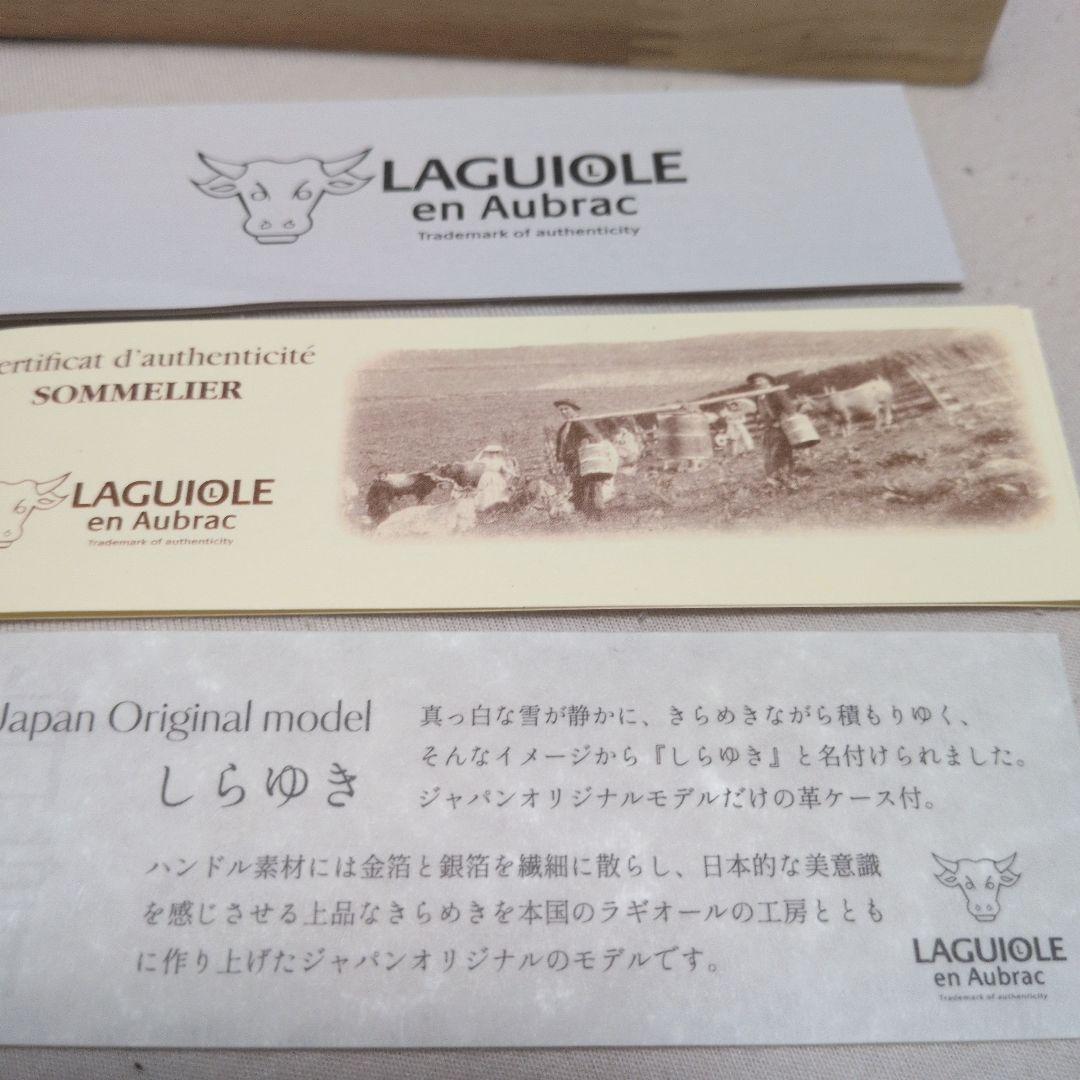 LAGUIOLE
en Aubrac
Trademark of authenticity
ertificat d'authenticité
SOMMELIER
LAGUIOLE
en Aubrac
Trademark of authenticity
Japan Original model
しらゆき
真っ白な雪が静かに、きらめきながら積もりゆく、
そんなイメージから『しらゆき』と名付けられました。
ジャパンオリジナルモデルだけの革ケース付。
ハンドル素材には金箔と銀箔を繊細に散らし、日本的な美意識
を感じさせる上品なきらめきを本国のラギオールの工房ととも
に作り上げたジャパンオリジナルのモデルです。
LAGUIOLE
en Aubrac
Trademark of authenticity